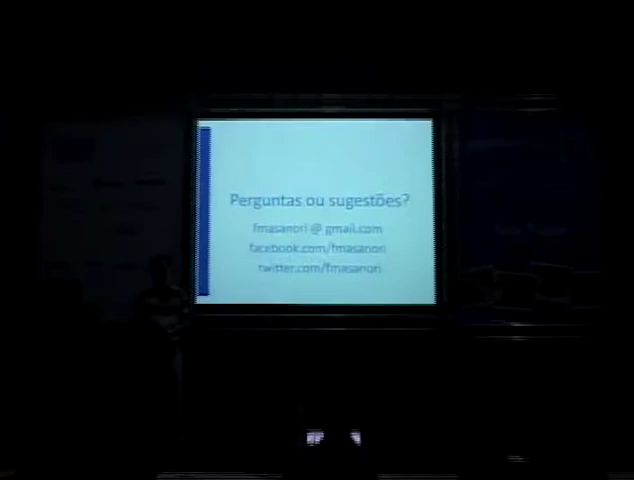 Perguntas ou sugestões?
fmasanori @ gmail.com
facebook.com/fmasanori
twitter.com/fmasanori